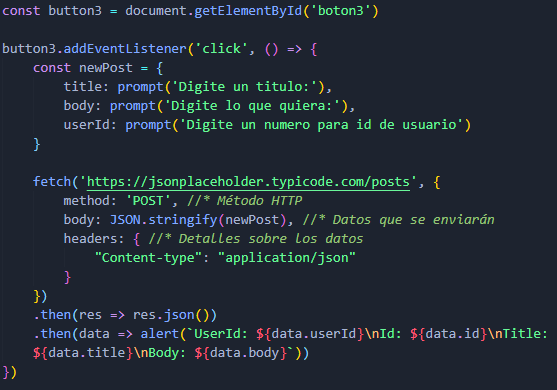 const button3 = document.getElementById('boton3')
button3.addEventListener('click', () => {
    const newPost = {
        title: prompt('Digite un titulo:'),
        body: prompt('Digite lo que quiera:'),
        userId: prompt('Digite un numero para id de usuario')
    }
    fetch('https://jsonplaceholder.typicode.com/posts', {
        method: 'POST', //* Método HTTP
        body: JSON.stringify(newPost), //* Datos que se enviarán
        headers: { //* Detalles sobre los datos
            "Content-type": "application/json"
        }
    })
    .then(res => res.json())
    .then(data => alert(`UserId: ${data.userId}\nId: ${data.id}\nTitle:
    ${data.title}\nBody: ${data.body}`))
})